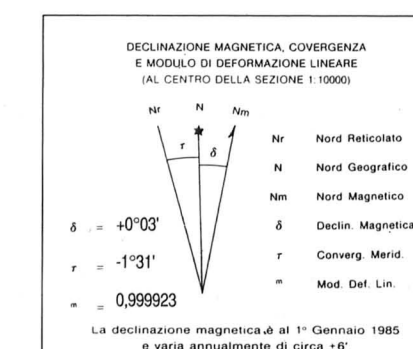 DECLINAZIONE MAGNETICA, COVERGENZA
E MODULO DI DEFORMAZIONE LINEARE
(AL CENTRO DELLA SEZIONE 1:10000)
Nr N Nm
τ δ
Nr Nord Reticolato
N Nord Geografico
Nm Nord Magnetico
δ Declin. Magnetica
τ Converg. Merid.
m Mod. Def. Lin.
δ = +0°03'
τ = -1°31'
m = 0,999923
La declinazione magnetica è al 1° Gennaio 1985
e varia annualmente di circa +6'